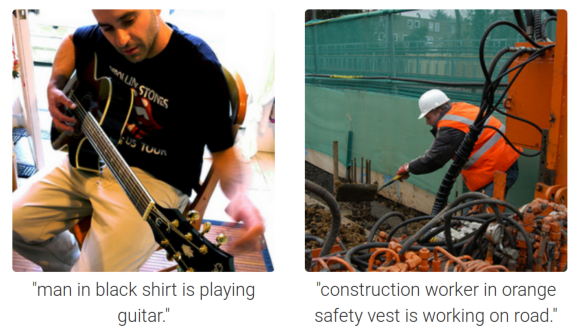 ROLLING STONES
US TOUR
"man in black shirt is playing
guitar."
"construction worker in orange
safety vest is working on road."